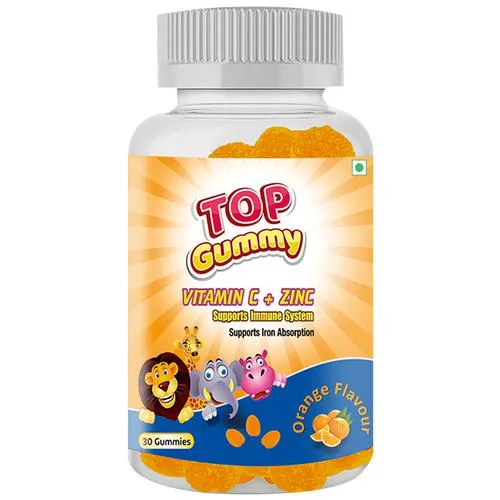 TOP
Gummy
VITAMIN C + ZINC
Supports Immune System
Supports Iron Absorption
Orange Flavour
30 Gummies